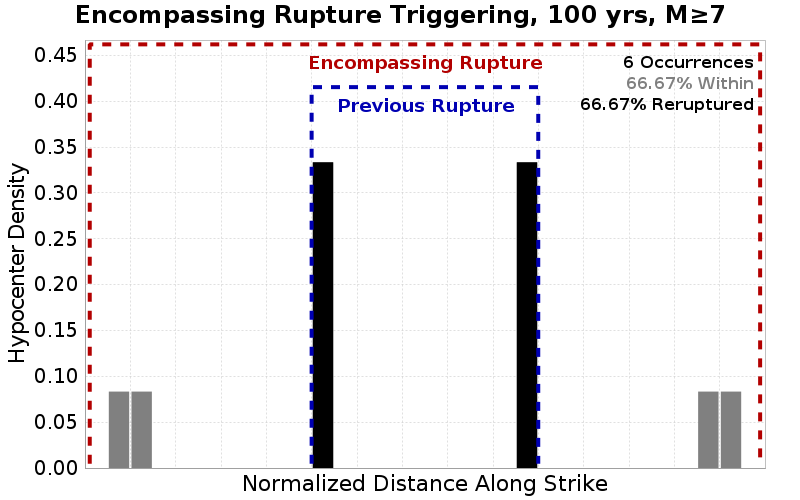 Encompassing Rupture Triggering, 100 yrs, M≥7
Encompassing Rupture
Previous Rupture
6 Occurrences
66.67% Within
66.67% Reruptured
Hypocenter Density
0.45
0.40
0.35
0.30
0.25
0.20
0.15
0.10
0.05
0.00
Normalized Distance Along Strike